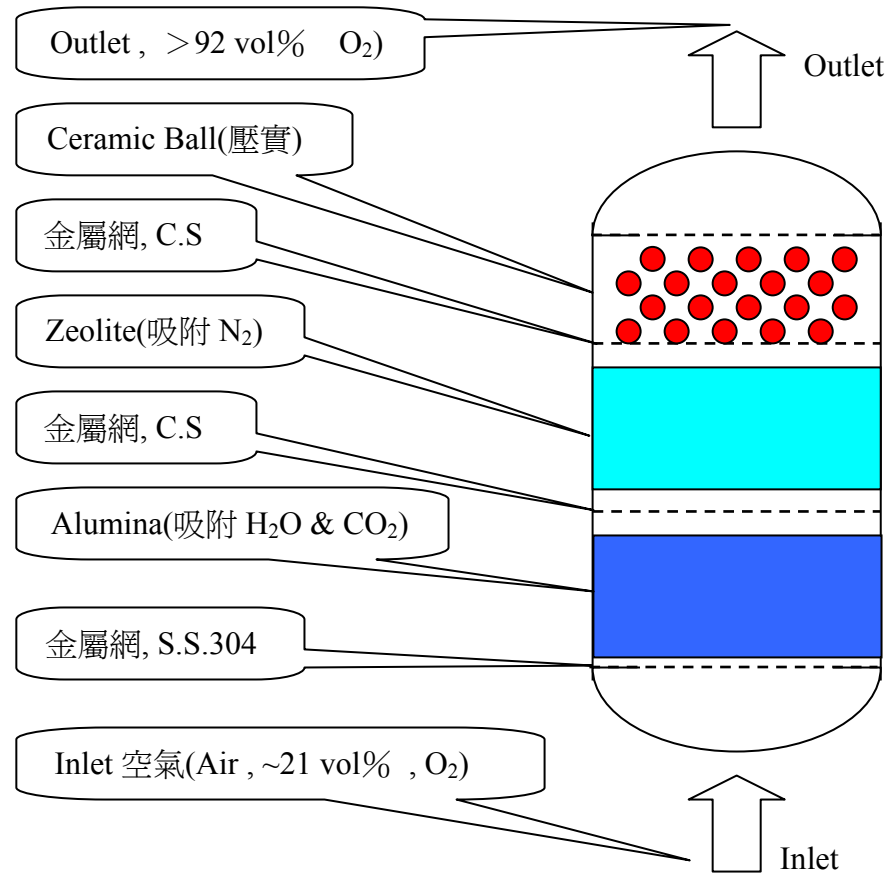 Outlet , ＞92 vol％ O₂)
Outlet
Ceramic Ball(壓實)
金屬網, C.S
Zeolite(吸附 N₂)
金屬網, C.S
Alumina(吸附 H₂O & CO₂)
金屬網, S.S.304
Inlet 空氣(Air , ~21 vol％ , O₂)
Inlet